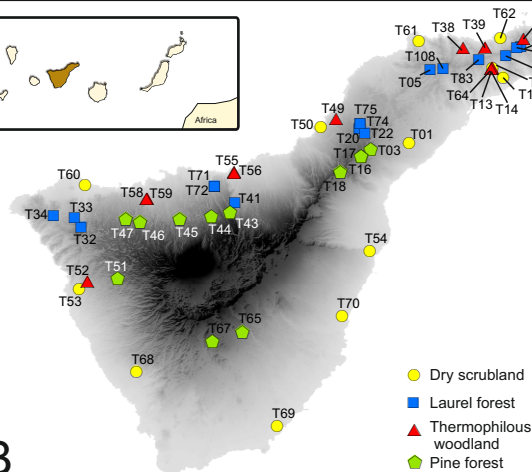 T62
T61
T38
T39
T108
T05
T83
T64
T13
T14
T1
Africa
T49
T75
T50
T74
T20
T22
T01
T17
T03
T16
T18
T55
T56
T71
T60
T72
T58
T59
T41
T34
T33
T32
T47
T46
T45
T44
T43
T54
T52
T51
T53
T70
T65
T67
T68
T69
Dry scrubland
Laurel forest
Thermophilous
woodland
Pine forest